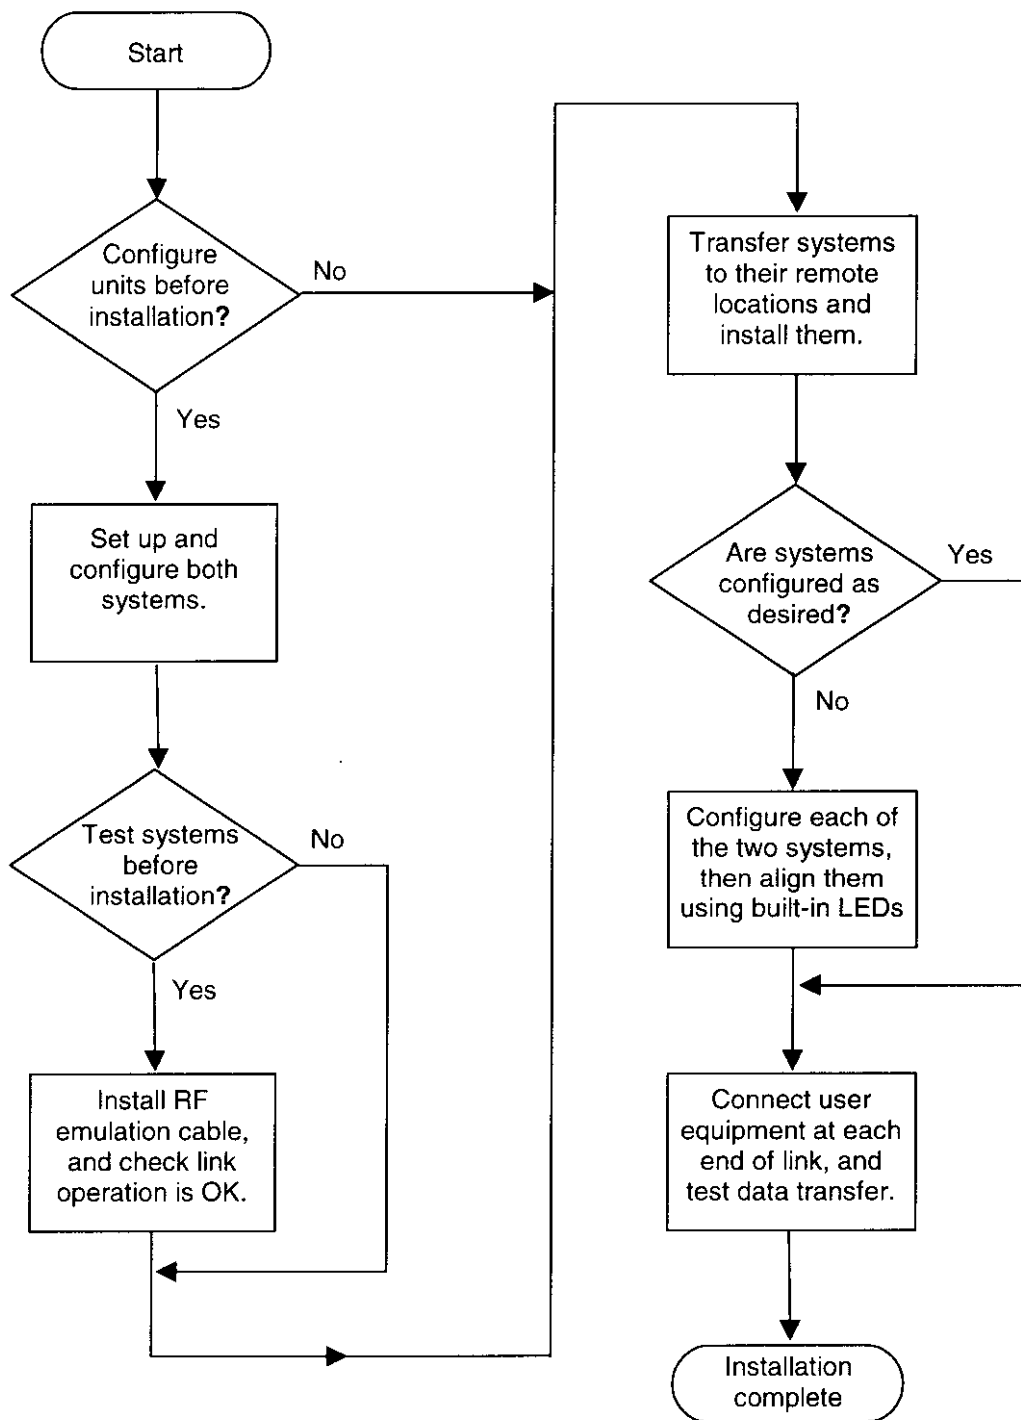 Start
Configure
units before
installation?
No
Yes
Set up and
configure both
systems.
Test systems
before
installation?
No
Yes
Install RF
emulation cable,
and check link
operation is OK.
Transfer systems
to their remote
locations and
install them.
Are systems
configured as
desired?
Yes
No
Configure each of
the two systems,
then align them
using built-in LEDs
Connect user
equipment at each
end of link, and
test data transfer.
Installation
complete